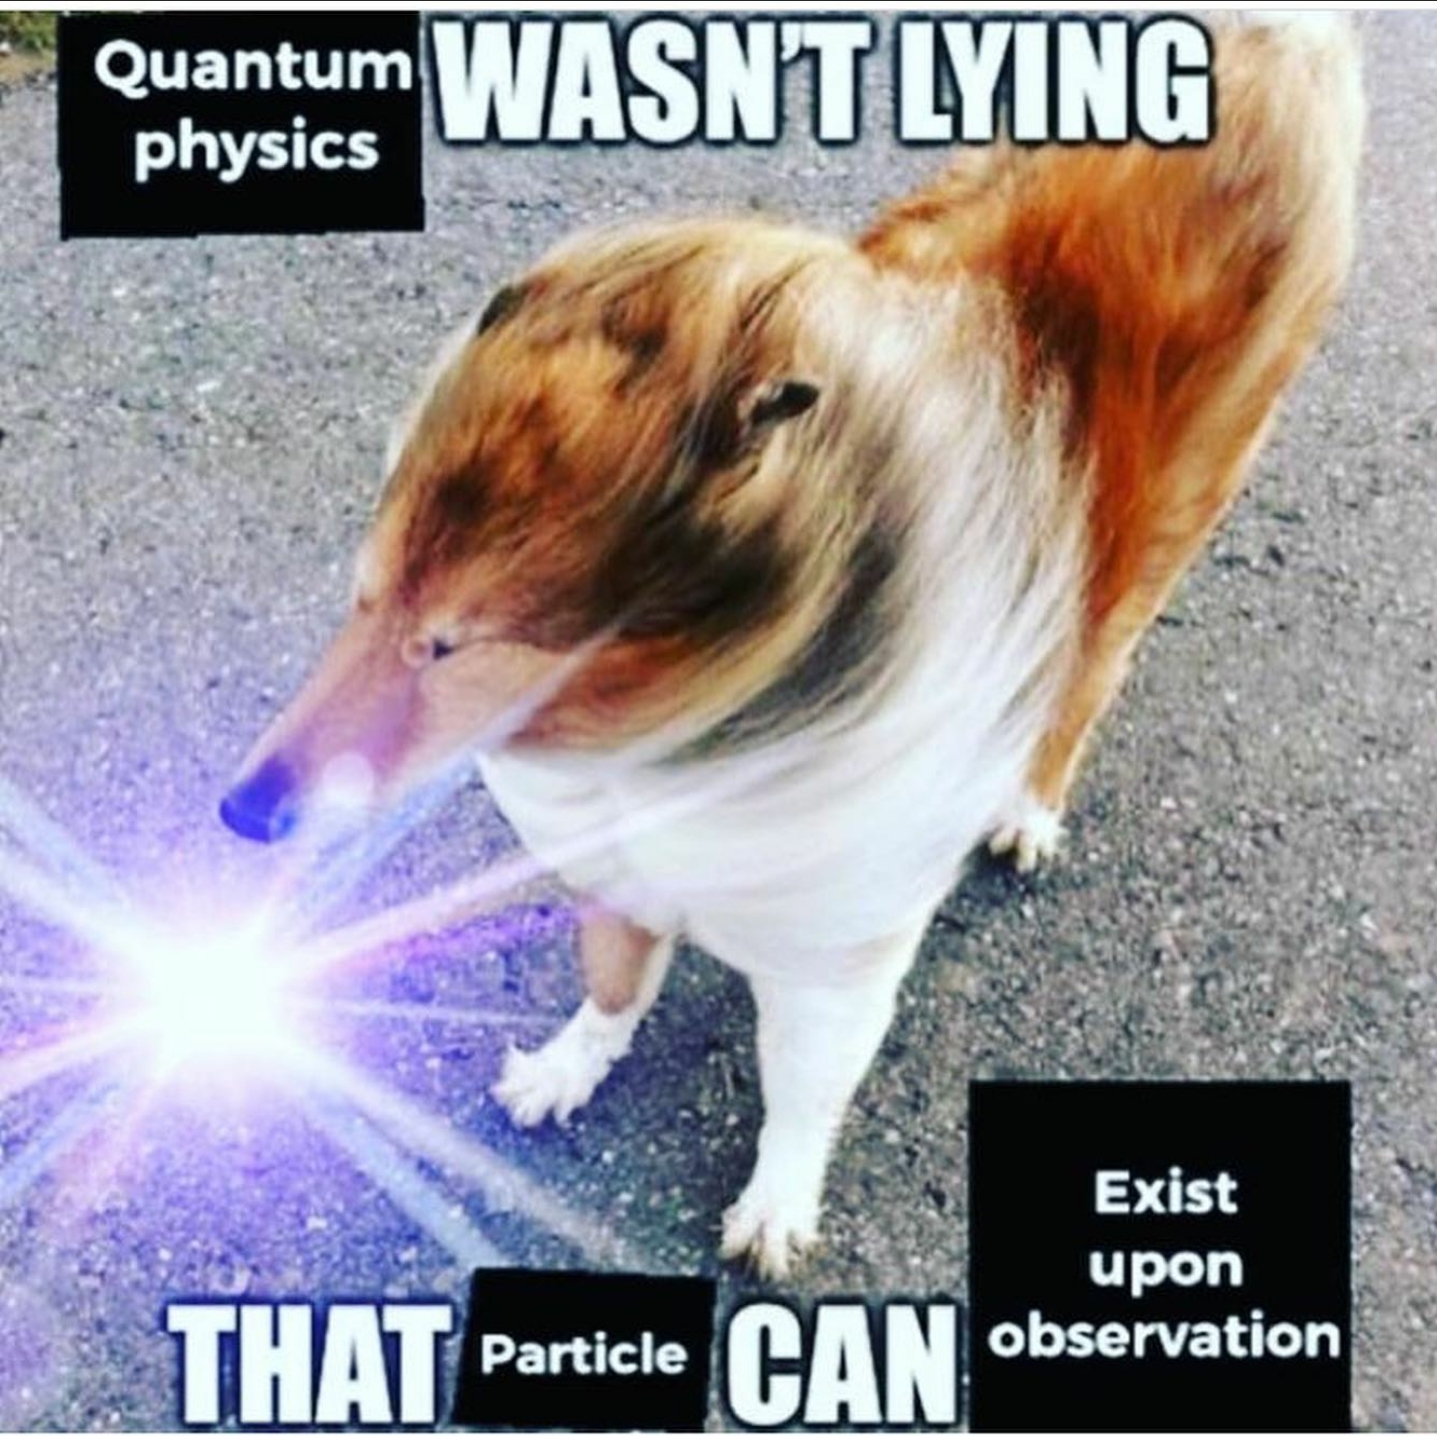 Quantum
physics
WASN'T LYING
THAT
Particle
CAN
Exist
upon
observation